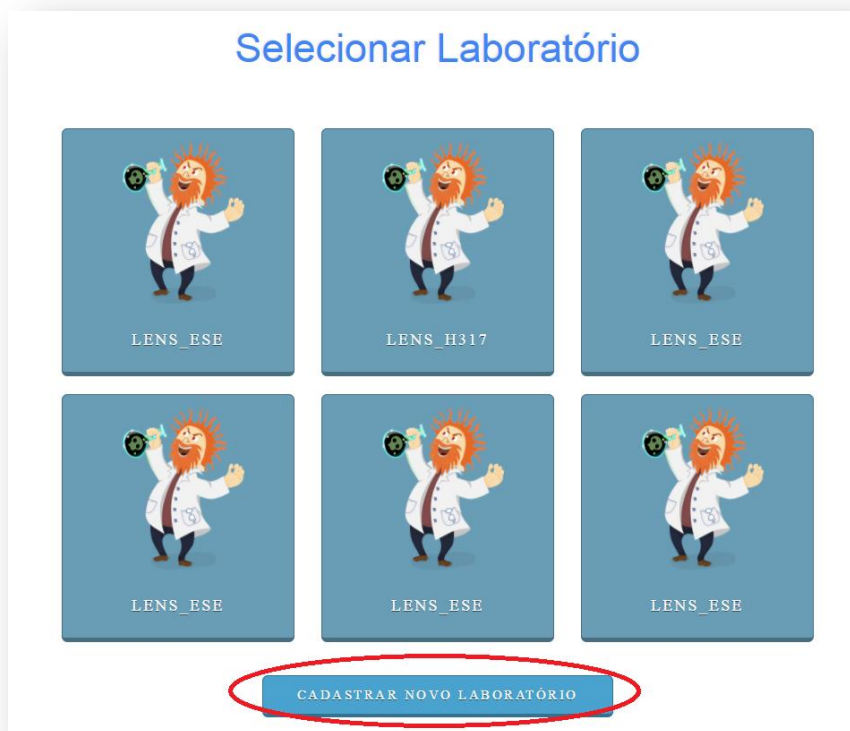 Selecionar Laboratório
LENS_ESE
LENS_H317
LENS_ESE
LENS_ESE
LENS_ESE
LENS_ESE
CADASTRAR NOVO LABORATÓRIO